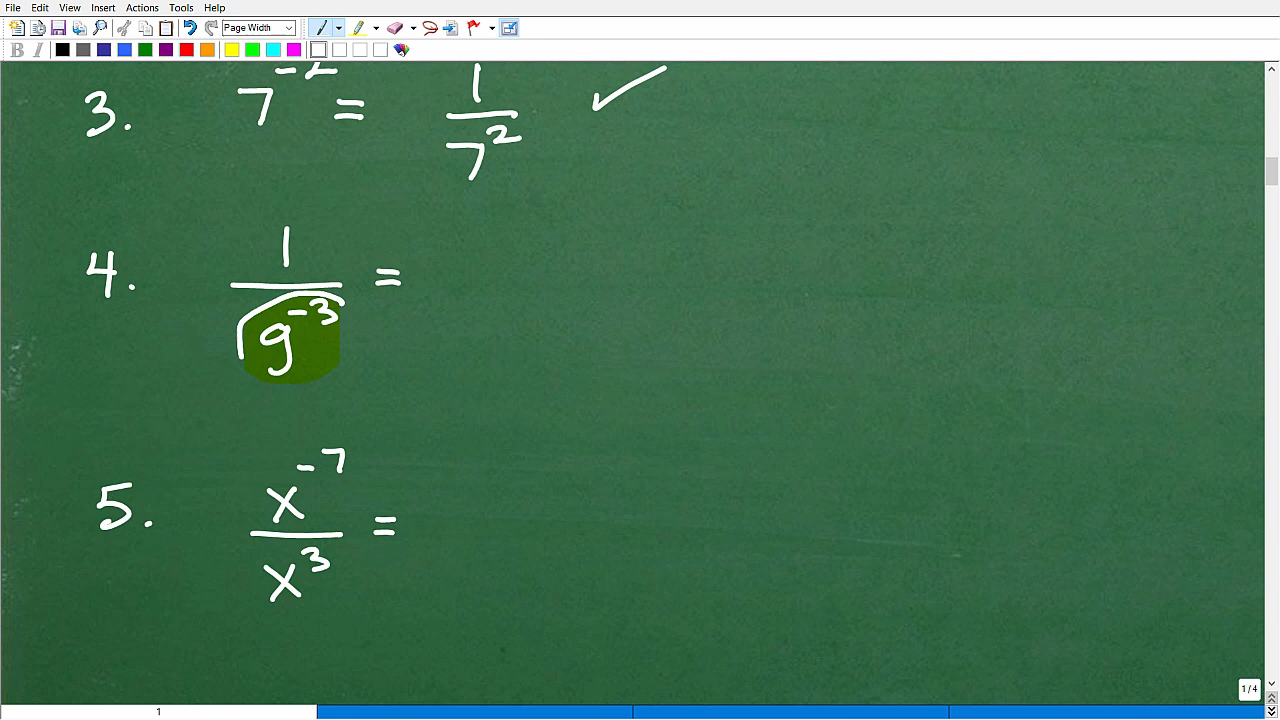 File Edit View Insert Actions Tools Help
Page Width
B I
3. 7⁻² = 1/7²
4. 1/g⁻³ =
5. x⁻⁷/x³ =
1/4
1